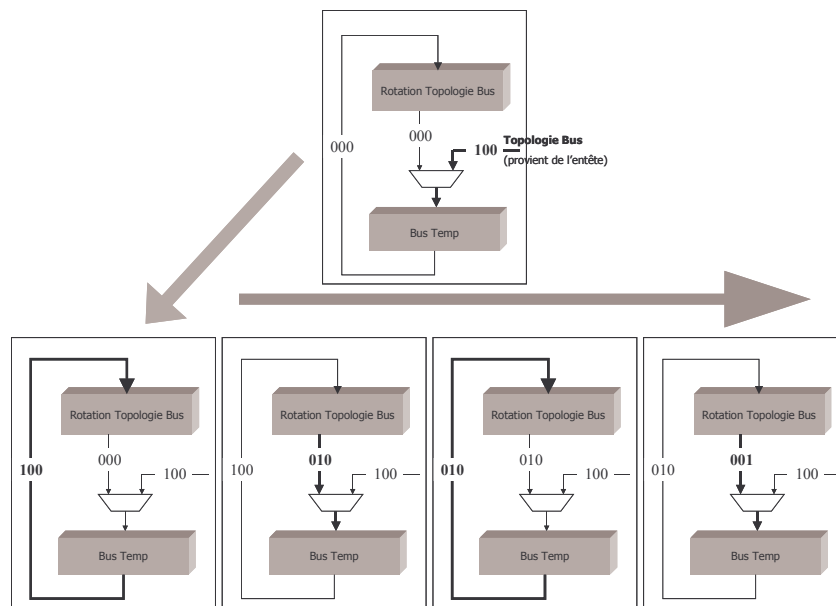 Rotation Topologie Bus
000
000
100
Topologie Bus
(provient de l'entête)
Bus Temp
Rotation Topologie Bus
100
000
100
Bus Temp
Rotation Topologie Bus
100
010
100
Bus Temp
Rotation Topologie Bus
010
010
100
Bus Temp
Rotation Topologie Bus
010
001
100
Bus Temp